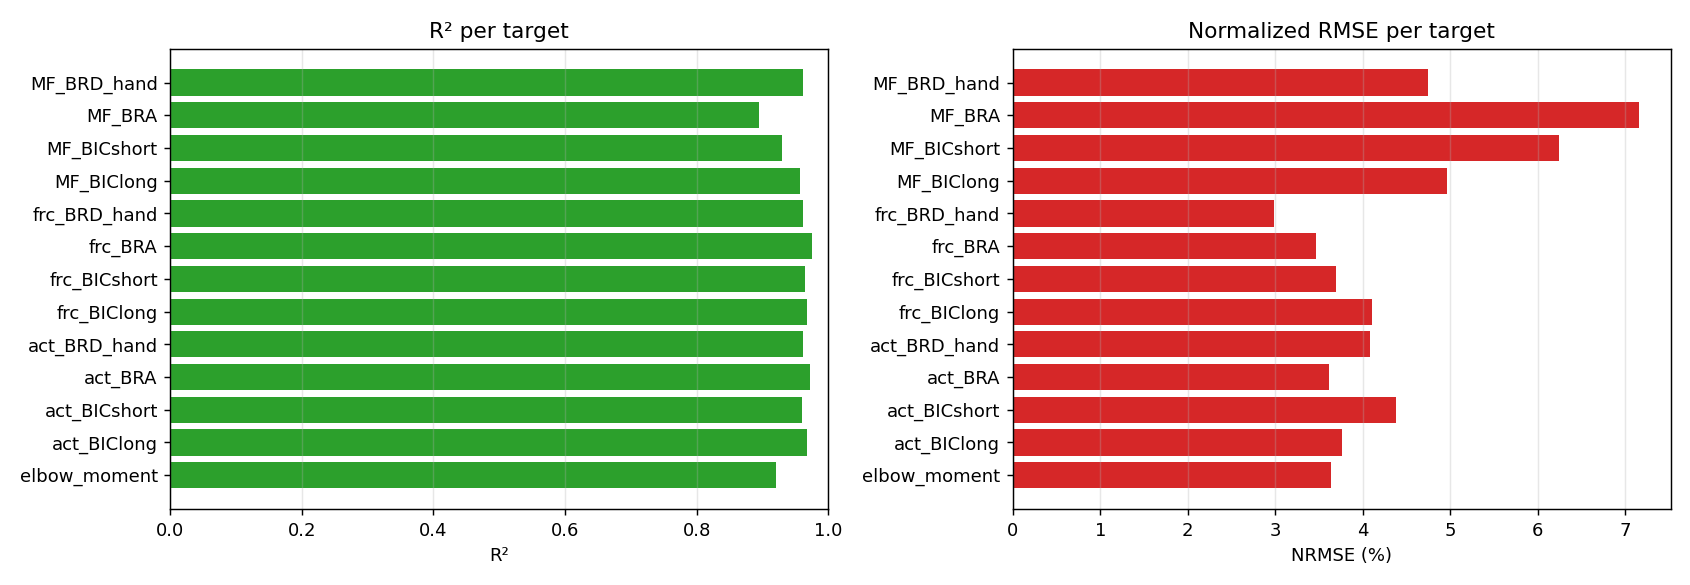 R² per target
MF_BRD_hand
MF_BRA
MF_BICshort
MF_BIClong
frc_BRD_hand
frc_BRA
frc_BICshort
frc_BIClong
act_BRD_hand
act_BRA
act_BICshort
act_BIClong
elbow_moment
0.0 0.2 0.4 0.6 0.8 1.0
R²
Normalized RMSE per target
MF_BRD_hand
MF_BRA
MF_BICshort
MF_BIClong
frc_BRD_hand
frc_BRA
frc_BICshort
frc_BIClong
act_BRD_hand
act_BRA
act_BICshort
act_BIClong
elbow_moment
0 1 2 3 4 5 6 7
NRMSE (%)